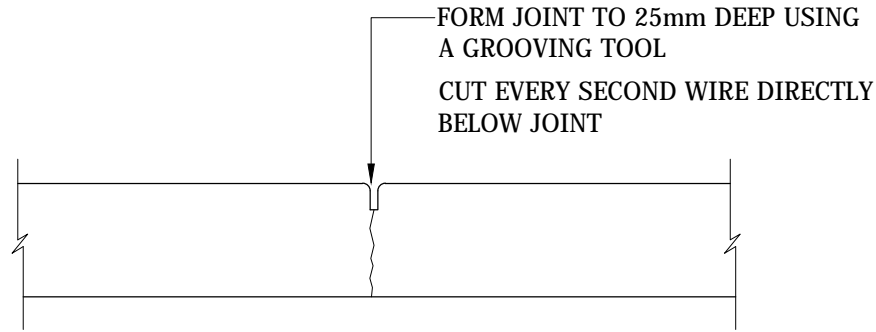 FORM JOINT TO 25mm DEEP USING
A GROOVING TOOL
CUT EVERY SECOND WIRE DIRECTLY
BELOW JOINT